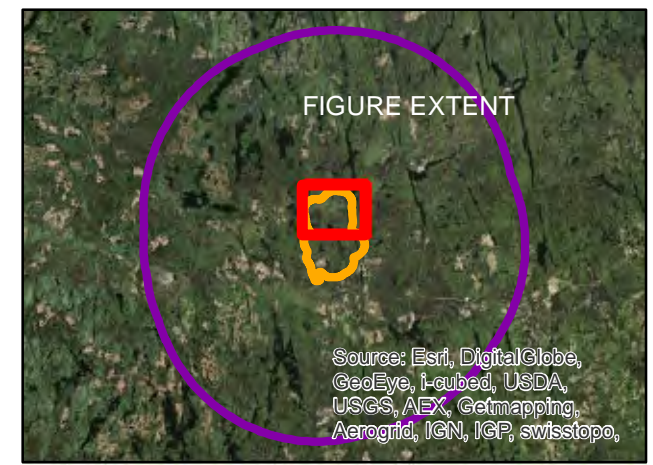 FIGURE EXTENT
Source: Esri, DigitalGlobe,
GeoEye, i-cubed, USDA,
USGS, AEX, Getmapping,
Aerogrid, IGN, IGP, swisstopo,